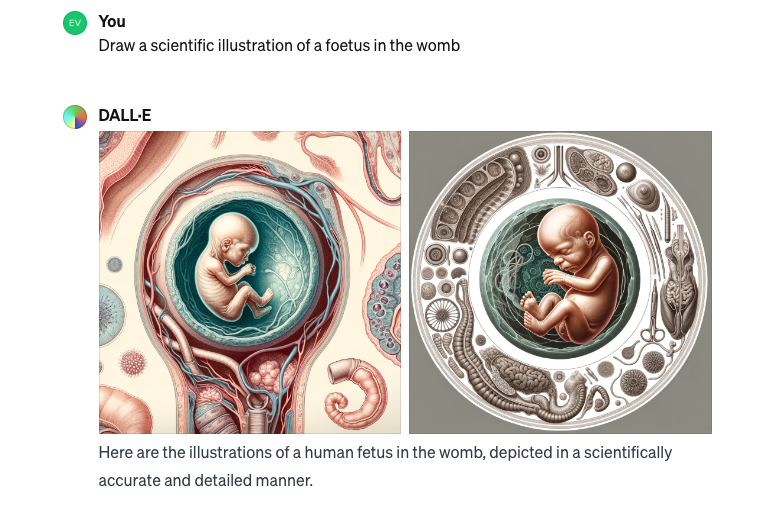 EV
You
Draw a scientific illustration of a foetus in the womb
DALL·E
Here are the illustrations of a human fetus in the womb, depicted in a scientifically
accurate and detailed manner.